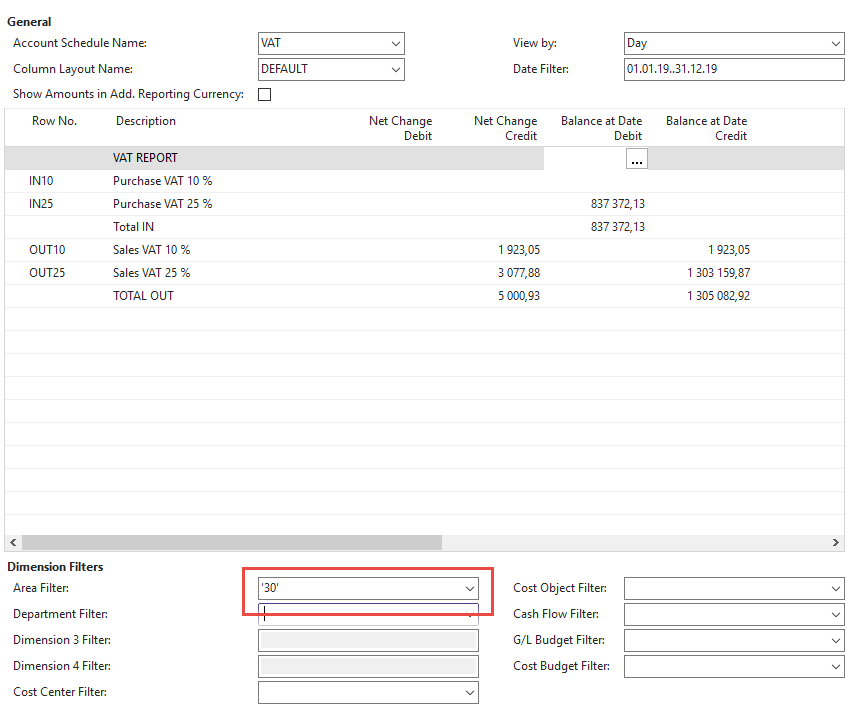 General
Account Schedule Name: VAT View by: Day
Column Layout Name: DEFAULT Date Filter: 01.01.19..31.12.19
Show Amounts in Add. Reporting Currency:
Row No. Description Net Change Debit Net Change Credit Balance at Date Debit Balance at Date Credit
VAT REPORT ...
IN10 Purchase VAT 10 %
IN25 Purchase VAT 25 % 837 372,13
Total IN 837 372,13
OUT10 Sales VAT 10 % 1 923,05 1 923,05
OUT25 Sales VAT 25 % 3 077,88 1 303 159,87
TOTAL OUT 5 000,93 1 305 082,92
Dimension Filters
Area Filter: '30' Cost Object Filter:
Department Filter: Cash Flow Filter:
Dimension 3 Filter: G/L Budget Filter:
Dimension 4 Filter: Cost Budget Filter:
Cost Center Filter: